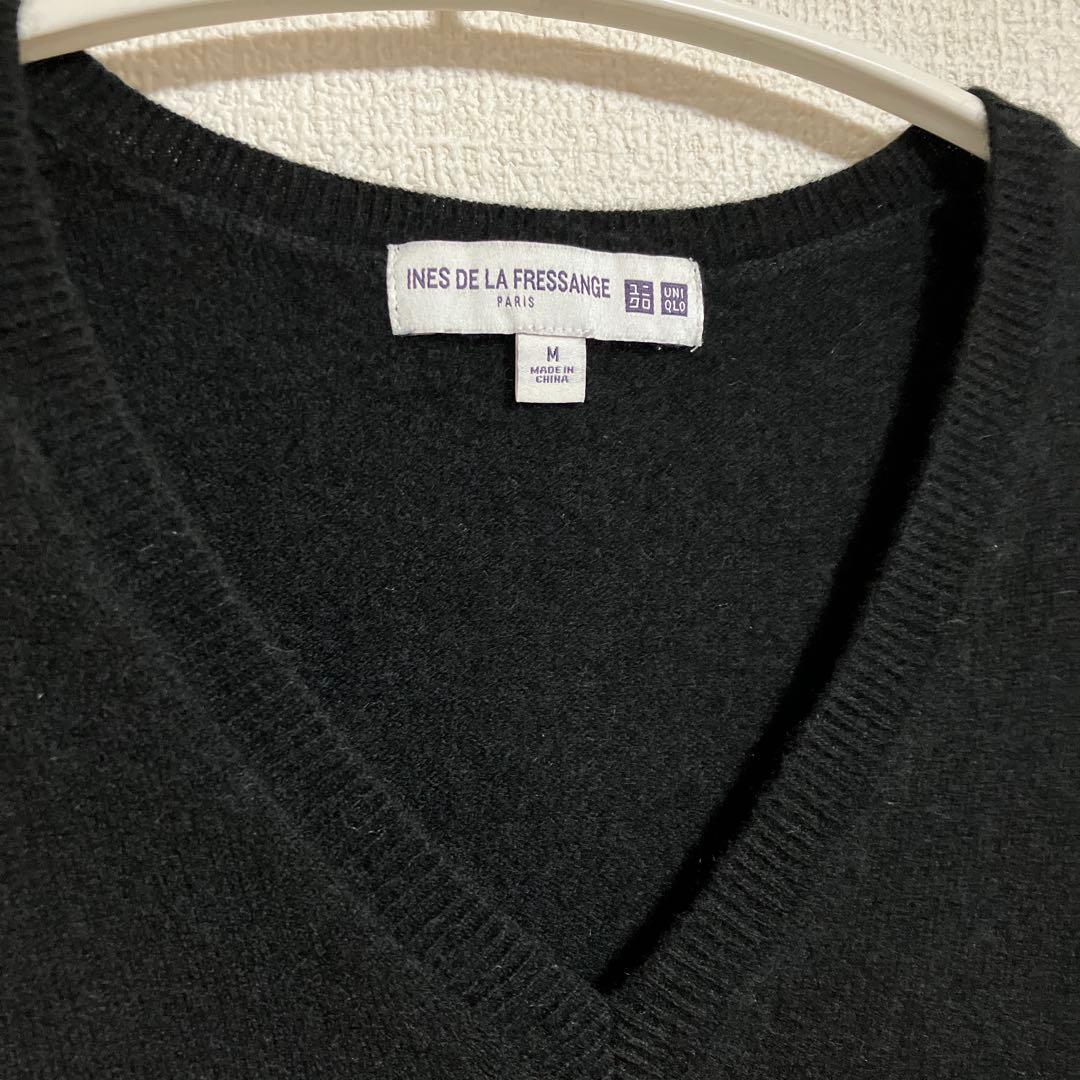 INES DE LA FRESSANGE
PARIS
ユニ
クロ
UNI
QLO
M
MADE IN
CHINA